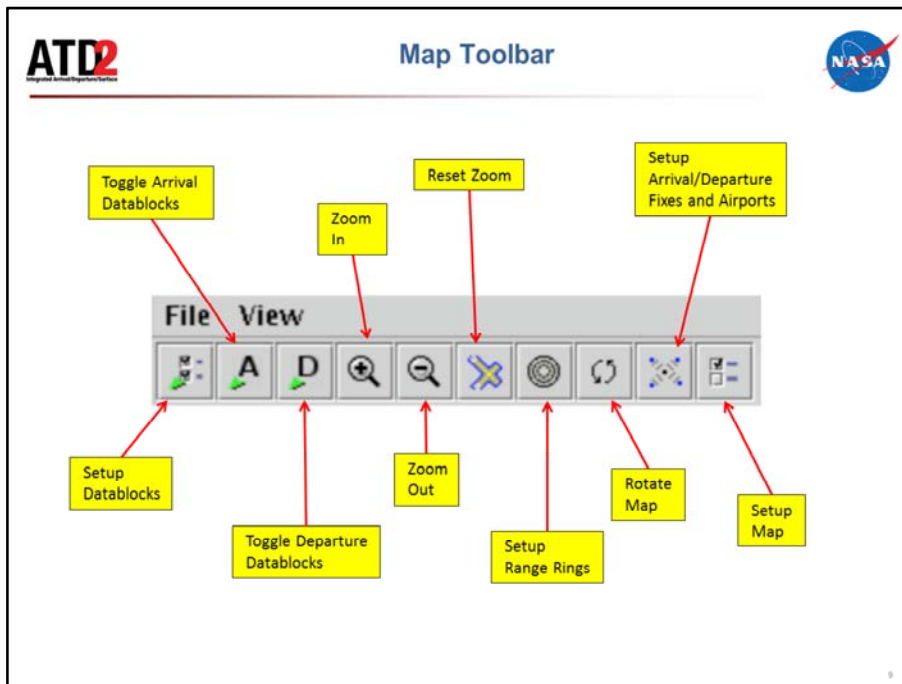 ATD2
Integrated Arrival/Departure/Surface
Map Toolbar
NASA
Toggle Arrival
Datablocks
Zoom
In
Reset Zoom
Setup
Arrival/Departure
Fixes and Airports
File View
A D
Setup
Datablocks
Toggle Departure
Datablocks
Zoom
Out
Setup
Range Rings
Rotate
Map
Setup
Map
9